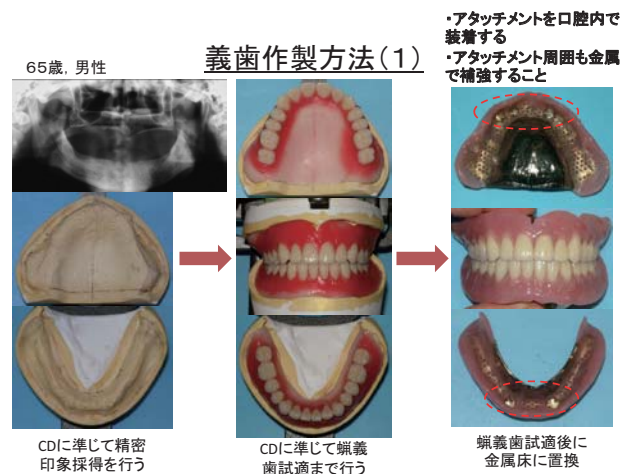 65歳，男性
義歯作製方法(1)
・アタッチメントを口腔内で
装着する
・アタッチメント周囲も金属
で補強すること
CDに準じて精密
印象採得を行う
CDに準じて蝋義
歯試適まで行う
蝋義歯試適後に
金属床に置換